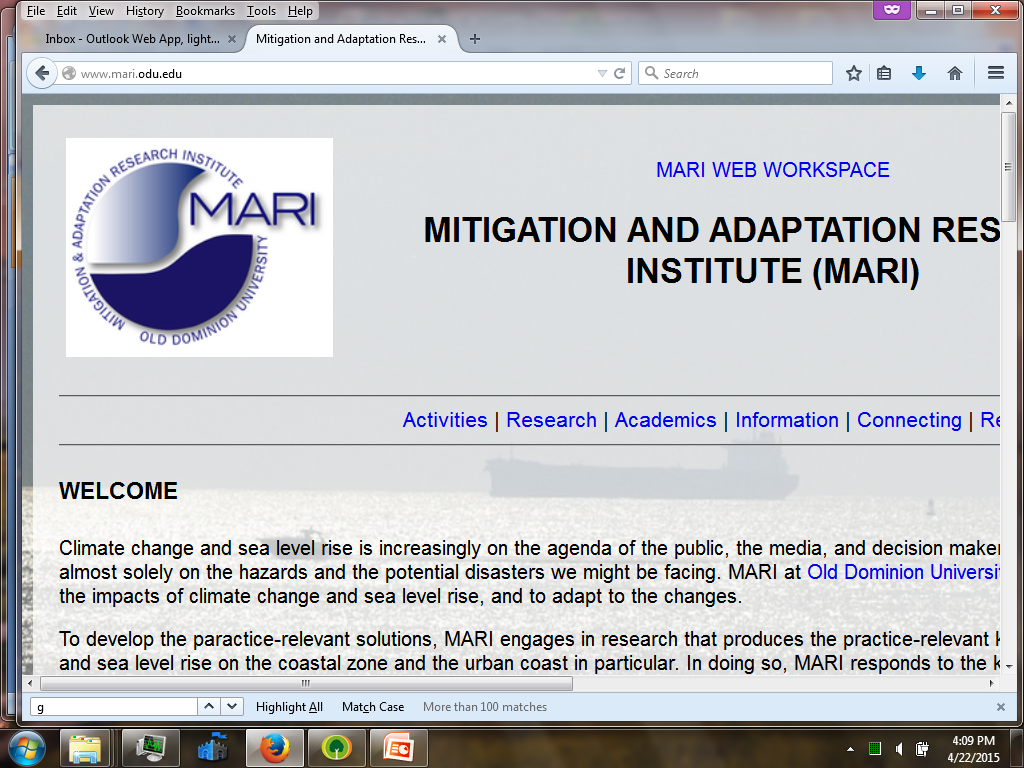 File Edit View History Bookmarks Tools Help
Inbox - Outlook Web App, light... Mitigation and Adaptation Res...
www.mari.odu.edu Search
MITIGATION & ADAPTATION RESEARCH INSTITUTE
MARI
OLD DOMINION UNIVERSITY
MARI WEB WORKSPACE
MITIGATION AND ADAPTATION RES
INSTITUTE (MARI)
Activities | Research | Academics | Information | Connecting | Re
WELCOME
Climate change and sea level rise is increasingly on the agenda of the public, the media, and decision maker
almost solely on the hazards and the potential disasters we might be facing. MARI at Old Dominion Universit
the impacts of climate change and sea level rise, and to adapt to the changes.
To develop the paractice-relevant solutions, MARI engages in research that produces the practice-relevant k
and sea level rise on the coastal zone and the urban coast in particular. In doing so, MARI responds to the k
g Highlight All Match Case More than 100 matches
4:09 PM
4/22/2015